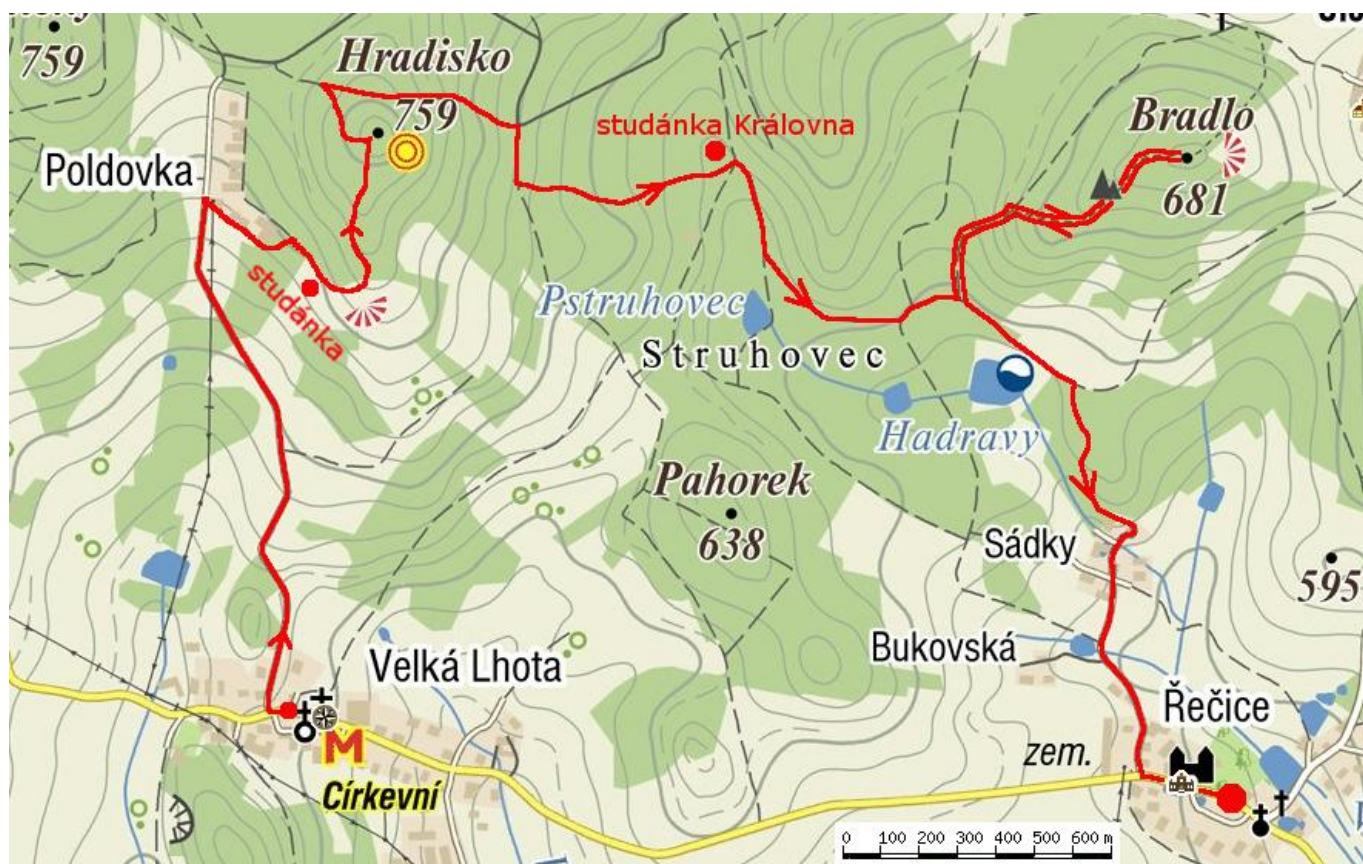 759
Hradisko
759
studánka Královna
Bradlo
681
Poldovka
studánka
Pstruhovec
Struhovec
Hadravy
Pahorek
638
Sádky
595
Velká Lhota
Bukovská
Řečice
M
zem.
Církevní
0 100 200 300 400 500 600 m